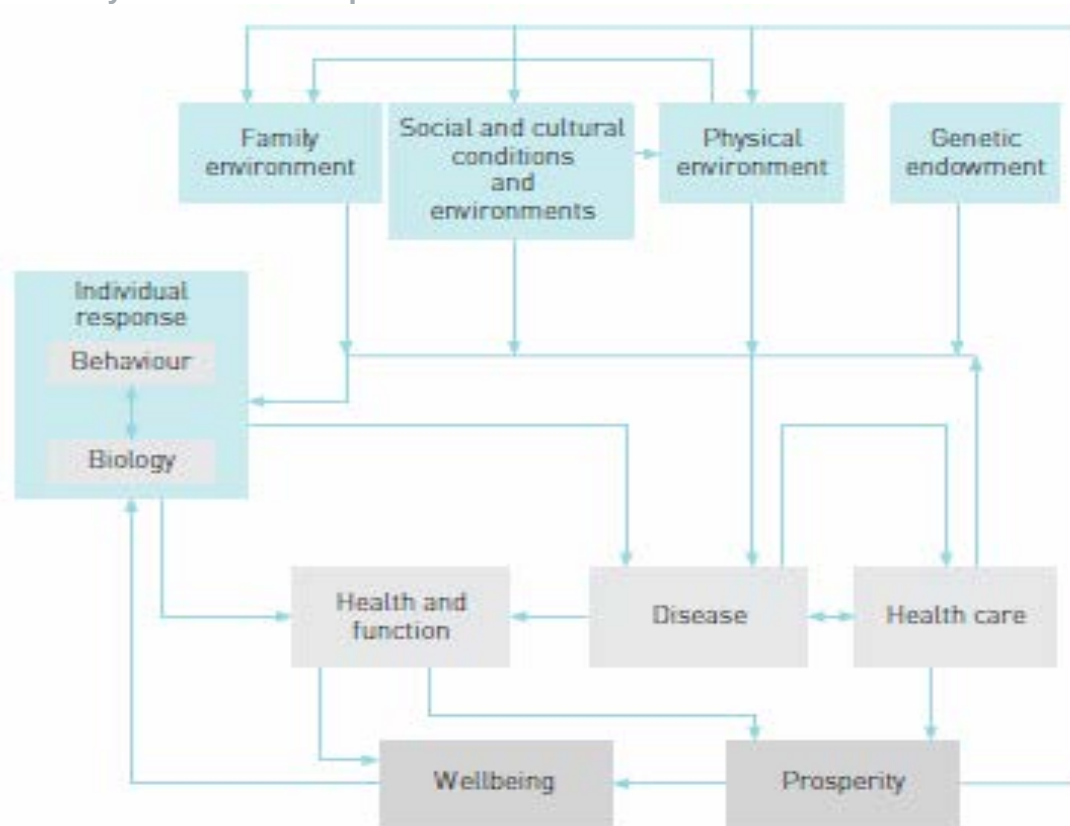 Family
environment
Social and cultural
conditions
and
environments
Physical
environment
Genetic
endowment
Individual
response
Behaviour
Biology
Health and
function
Disease
Health care
Wellbeing
Prosperity